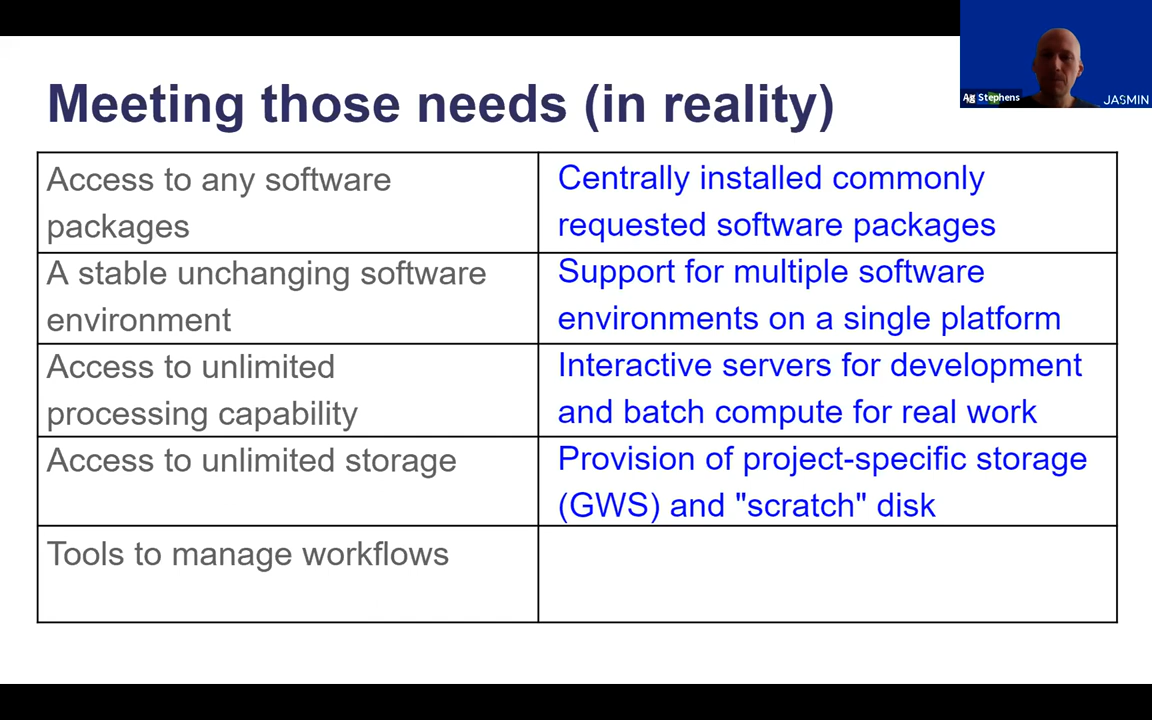 Meeting those needs (in reality)
Ag Stephens
JASMIN
Access to any software
packages
Centrally installed commonly
requested software packages
A stable unchanging software
environment
Support for multiple software
environments on a single platform
Access to unlimited
processing capability
Interactive servers for development
and batch compute for real work
Access to unlimited storage
Provision of project-specific storage
(GWS) and "scratch" disk
Tools to manage workflows